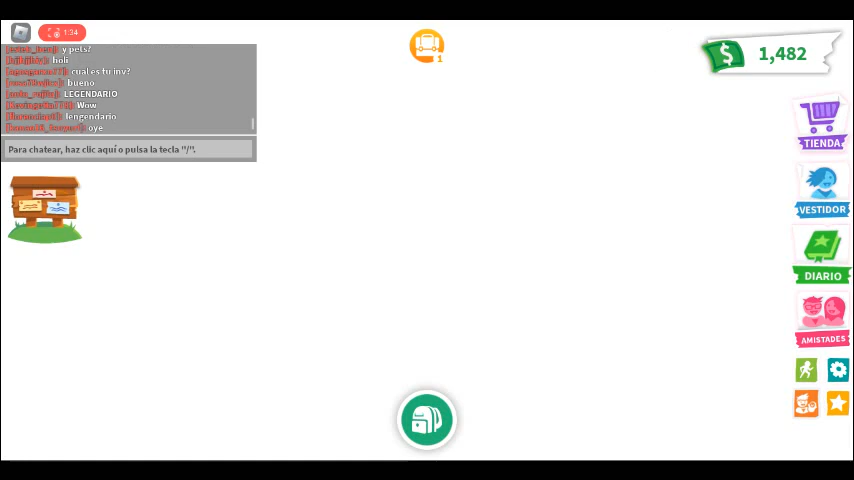 1:34
y pets?
holi
cual es tu inv?
bueno
LEGENDARIO
Wow
lengendario
oye
Para chatear, haz clic aquí o pulsa la tecla "/".
1
1,482
TIENDA
VESTIDOR
DIARIO
AMISTADES